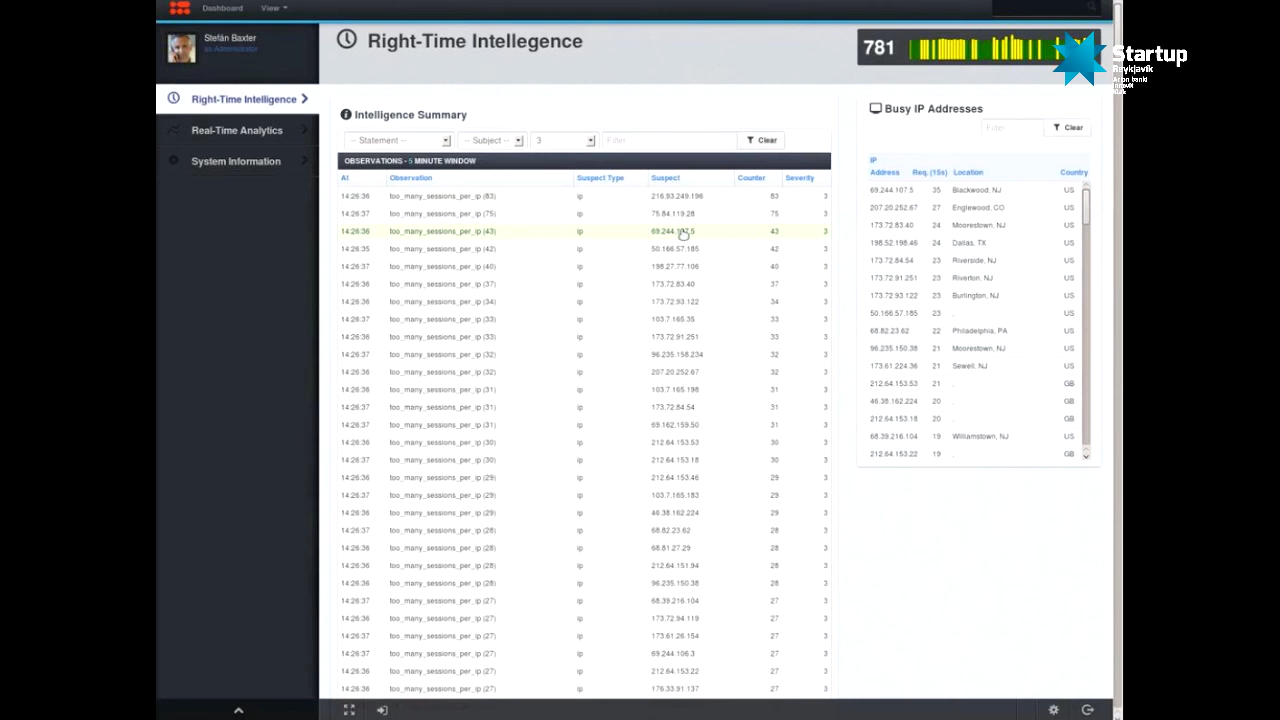 Dashboard View
Stefán Baxter
as Administrator
Right-Time Intellegence
781
Startup
Reykjavík
Arion banki
Innovit
Klak
Right-Time Intelligence
Real-Time Analytics
System Information
Intelligence Summary
-- Statement -- -- Subject -- 3 Filter Clear
OBSERVATIONS - 5 MINUTE WINDOW
At Observation Suspect Type Suspect Counter Severity
14:26:36 too_many_sessions_per_ip (83) ip 216.93.249.196 83 3
14:26:37 too_many_sessions_per_ip (75) ip 75.84.119.28 75 3
14:26:36 too_many_sessions_per_ip (43) ip 69.244.107.5 43 3
14:26:35 too_many_sessions_per_ip (42) ip 50.166.57.185 42 3
14:26:37 too_many_sessions_per_ip (40) ip 198.27.77.106 40 3
14:26:36 too_many_sessions_per_ip (37) ip 173.72.83.40 37 3
14:26:36 too_many_sessions_per_ip (34) ip 173.72.93.122 34 3
14:26:37 too_many_sessions_per_ip (33) ip 103.7.165.35 33 3
14:26:36 too_many_sessions_per_ip (33) ip 173.72.91.251 33 3
14:26:37 too_many_sessions_per_ip (32) ip 96.235.158.234 32 3
14:26:36 too_many_sessions_per_ip (32) ip 207.20.252.67 32 3
14:26:36 too_many_sessions_per_ip (31) ip 103.7.165.198 31 3
14:26:37 too_many_sessions_per_ip (31) ip 173.72.84.54 31 3
14:26:37 too_many_sessions_per_ip (31) ip 69.162.159.50 31 3
14:26:36 too_many_sessions_per_ip (30) ip 212.64.153.53 30 3
14:26:37 too_many_sessions_per_ip (30) ip 212.64.153.18 30 3
14:26:36 too_many_sessions_per_ip (29) ip 212.64.153.46 29 3
14:26:37 too_many_sessions_per_ip (29) ip 103.7.165.183 29 3
14:26:36 too_many_sessions_per_ip (29) ip 46.38.162.224 29 3
14:26:37 too_many_sessions_per_ip (28) ip 68.82.23.62 28 3
14:26:36 too_many_sessions_per_ip (28) ip 68.81.27.29 28 3
14:26:36 too_many_sessions_per_ip (28) ip 212.64.151.94 28 3
14:26:36 too_many_sessions_per_ip (28) ip 96.235.150.38 28 3
14:26:37 too_many_sessions_per_ip (27) ip 68.39.216.104 27 3
14:26:36 too_many_sessions_per_ip (27) ip 173.72.94.119 27 3
14:26:37 too_many_sessions_per_ip (27) ip 173.61.26.154 27 3
14:26:37 too_many_sessions_per_ip (27) ip 69.244.106.3 27 3
14:26:36 too_many_sessions_per_ip (27) ip 212.64.153.22 27 3
14:26:36 too_many_sessions_per_ip (27) ip 176.33.91.137 27 3
Busy IP Addresses
Filter Clear
IP
Address Req. (15s) Location Country
69.244.107.5 35 Blackwood, NJ US
207.20.252.67 27 Englewood, CO US
173.72.83.40 24 Moorestown, NJ US
198.52.198.46 24 Dallas, TX US
173.72.84.54 23 Riverside, NJ US
173.72.91.251 23 Riverton, NJ US
173.72.93.122 23 Burlington, NJ US
50.166.57.185 23 . US
68.82.23.62 22 Philadelphia, PA US
96.235.150.38 21 Moorestown, NJ US
173.61.224.36 21 Sewell, NJ US
212.64.153.53 21 . GB
46.38.162.224 20 . GB
212.64.153.18 20 . GB
68.39.216.104 19 Williamstown, NJ US
212.64.153.22 19 . GB